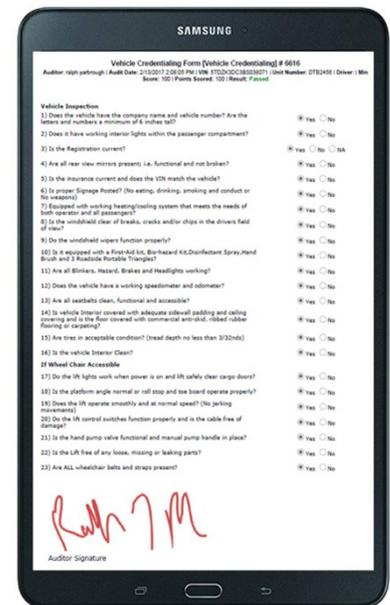 SAMSUNG
Vehicle Credentialing Form [Vehicle Credentialing] # 6616
Auditor: ralph yarbrough | Audit Date: 2/13/2017 2:08:05 PM | VIN: | Unit Number: DTB2456 | Driver: | Min
Score: 100 | Points Scored: 100 | Result: Passed
Vehicle Inspection
1) Does the vehicle have the company name and vehicle number? Are the
letters and numbers a minimum of 6 inches tall?
Yes No
2) Does it have working interior lights within the passenger compartment?
Yes No
3) Is the Registration current?
Yes No NA
4) Are all rear view mirrors present; i.e. functional and not broken?
Yes No
5) Is the insurance current and does the VIN match the vehicle?
Yes No
6) Is proper Signage Posted? (No eating, drinking, smoking and conduct or
No weapons)
Yes No
7) Equipped with working heating/cooling system that meets the needs of
both operator and all passengers?
Yes No
8) Is the windshield clear of breaks, cracks and/or chips in the drivers field
of view?
Yes No
9) Do the windshield wipers function properly?
Yes No
10) Is it equipped with a First-Aid kit, Bio-hazard Kit,Disinfectant Spray,Hand
Brush and 3 Roadside Portable Triangles?
Yes No
11) Are all Blinkers, Hazard, Brakes and Headlights working?
Yes No
12) Does the vehicle have a working speedometer and odometer?
Yes No
13) Are all seatbelts clean, functional and accessible?
Yes No
14) Is vehicle Interior covered with adequate sidewall padding and ceiling
covering and is the floor covered with commercial anti-skid, ribbed rubber
flooring or carpeting?
Yes No
15) Are tires in acceptable condition? (tread depth no less than 3/32nds)
Yes No
16) Is the vehicle Interior Clean?
Yes No
If Wheel Chair Accessible
17) Do the lift lights work when power is on and lift safely clear cargo doors?
Yes No
18) Is the platform angle normal or roll stop and toe board operate properly?
Yes No
19) Does the lift operate smoothly and at normal speed? (No jerking
movements)
Yes No
20) Do the lift control switches function properly and is the cable free of
damage?
Yes No
21) Is the hand pump valve functional and manual pump handle in place?
Yes No
22) Is the Lift free of any loose, missing or leaking parts?
Yes No
23) Are ALL wheelchair belts and straps present?
Yes No
Auditor Signature